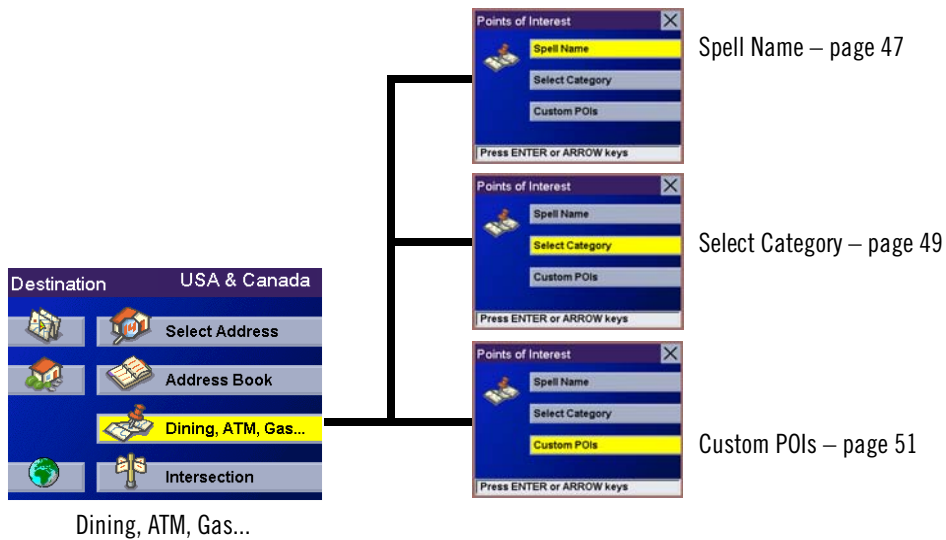 Points of Interest
Spell Name
Select Category
Custom POIs
Press ENTER or ARROW keys
Spell Name – page 47
Points of Interest
Spell Name
Select Category
Custom POIs
Press ENTER or ARROW keys
Select Category – page 49
Destination USA & Canada
Select Address
Address Book
Dining, ATM, Gas...
Intersection
Dining, ATM, Gas...
Points of Interest
Spell Name
Select Category
Custom POIs
Press ENTER or ARROW keys
Custom POIs – page 51